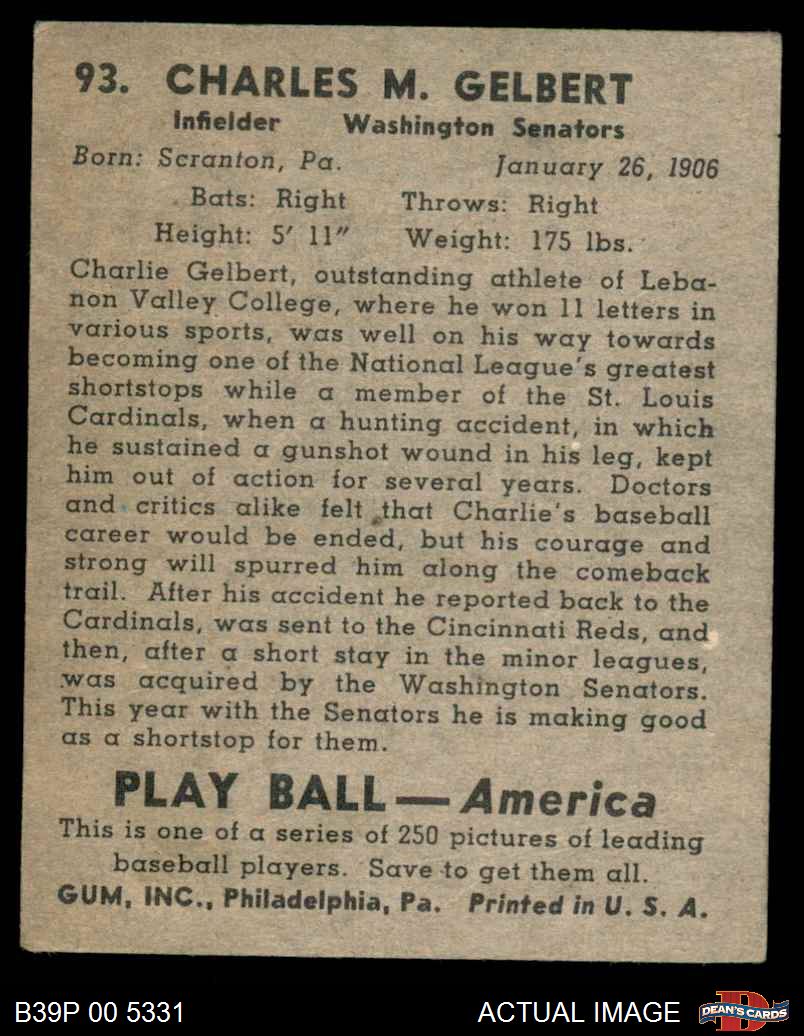 93. CHARLES M. GELBERT
Infielder Washington Senators
Born: Scranton, Pa. January 26, 1906
Bats: Right Throws: Right
Height: 5′ 11″ Weight: 175 lbs.
Charlie Gelbert, outstanding athlete of Leba-
non Valley College, where he won 11 letters in
various sports, was well on his way towards
becoming one of the National League's greatest
shortstops while a member of the St. Louis
Cardinals, when a hunting accident, in which
he sustained a gunshot wound in his leg, kept
him out of action for several years. Doctors
and critics alike felt that Charlie's baseball
career would be ended, but his courage and
strong will spurred him along the comeback
trail. After his accident he reported back to the
Cardinals, was sent to the Cincinnati Reds, and
then, after a short stay in the minor leagues,
was acquired by the Washington Senators.
This year with the Senators he is making good
as a shortstop for them.
PLAY BALL — America
This is one of a series of 250 pictures of leading
baseball players. Save to get them all.
GUM, INC., Philadelphia, Pa. Printed in U. S. A.
B39P 00 5331 ACTUAL IMAGE D DEAN'S CARDS